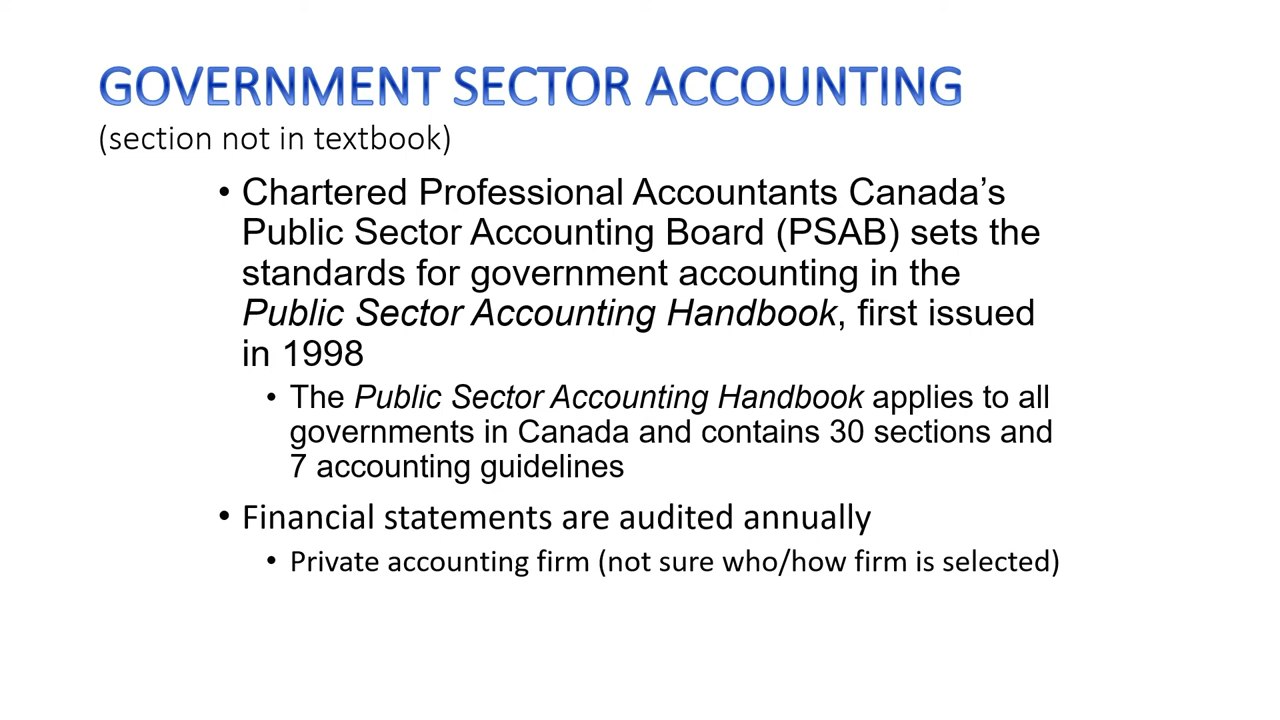 GOVERNMENT SECTOR ACCOUNTING
(section not in textbook)
• Chartered Professional Accountants Canada’s
Public Sector Accounting Board (PSAB) sets the
standards for government accounting in the
Public Sector Accounting Handbook, first issued
in 1998
• The Public Sector Accounting Handbook applies to all
governments in Canada and contains 30 sections and
7 accounting guidelines
• Financial statements are audited annually
• Private accounting firm (not sure who/how firm is selected)